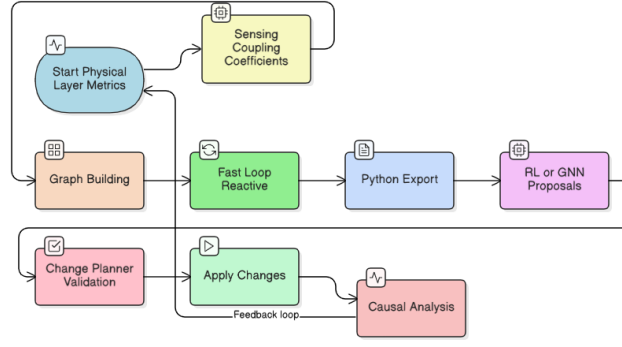 Sensing
Coupling
Coefficients
Start Physical
Layer Metrics
Graph Building
Fast Loop
Reactive
Python Export
RL or GNN
Proposals
Change Planner
Validation
Apply Changes
Causal Analysis
Feedback loop